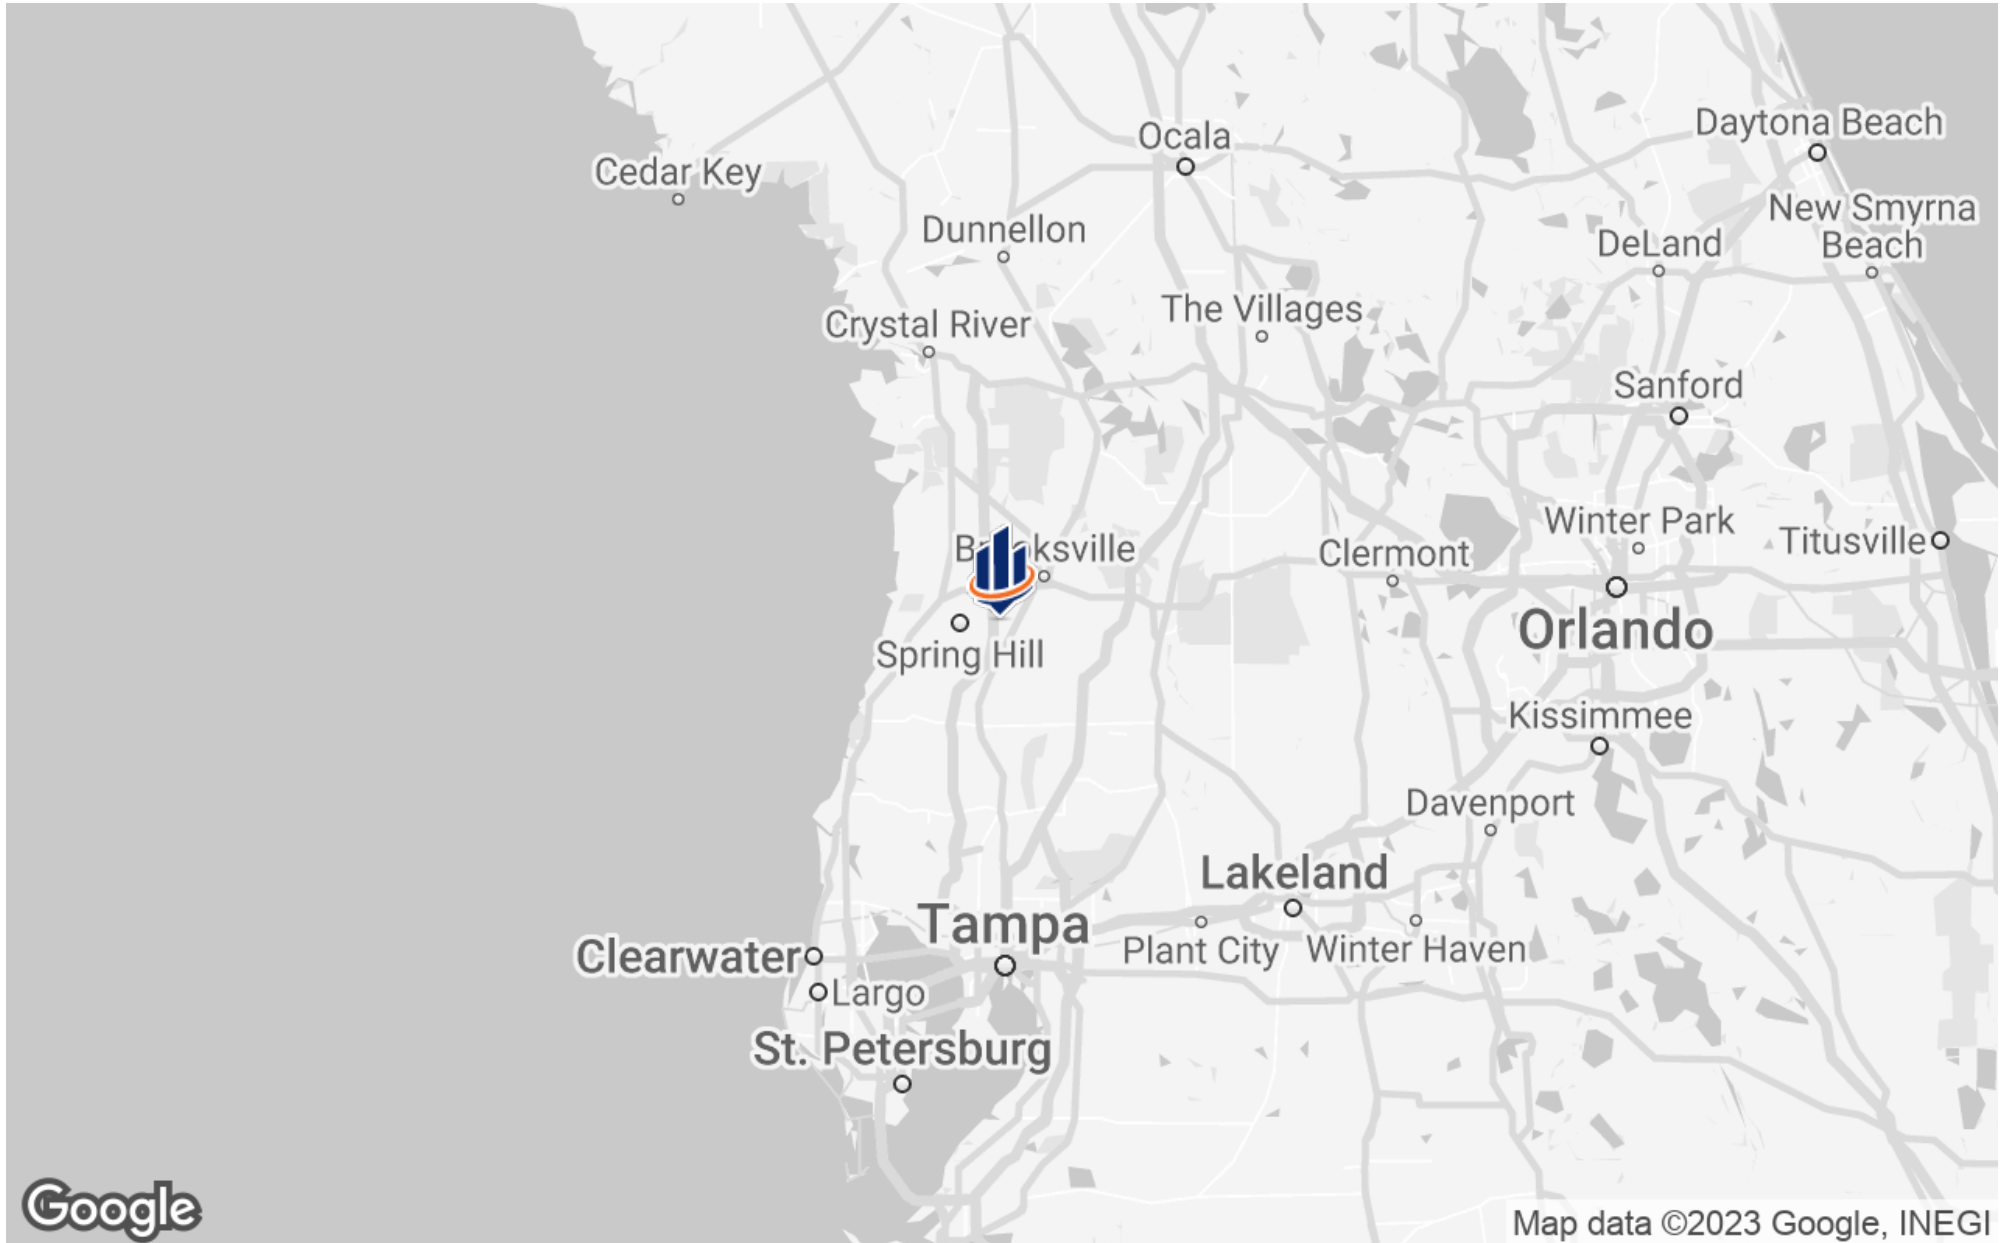 Daytona Beach
Ocala
Cedar Key
New Smyrna
Beach
Dunnellon
DeLand
The Villages
Crystal River
Sanford
Winter Park
Titusville
Brooksville
Clermont
Orlando
Spring Hill
Kissimmee
Davenport
Lakeland
Tampa
Plant City
Winter Haven
Clearwater
Largo
St. Petersburg
Google
Map data ©2023 Google, INEGI